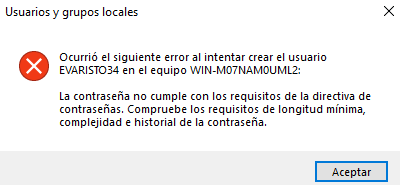 Usuarios y grupos locales
Ocurrió el siguiente error al intentar crear el usuario
EVARISTO34 en el equipo WIN-M07NAM0UML2:
La contraseña no cumple con los requisitos de la directiva de
contraseñas. Compruebe los requisitos de longitud mínima,
complejidad e historial de la contraseña.
Aceptar